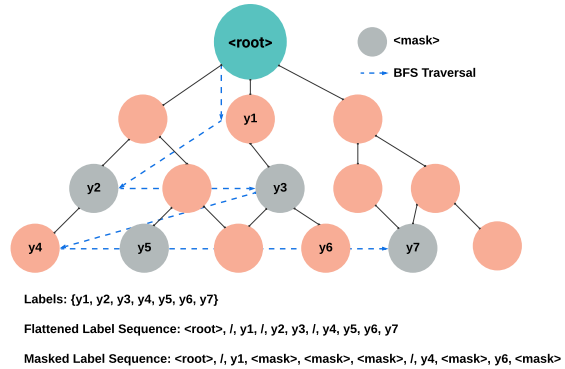 <root>
<mask>
BFS Traversal
y1
y2
y3
y4
y5
y6
y7
Labels: {y1, y2, y3, y4, y5, y6, y7}
Flattened Label Sequence: <root>, /, y1, /, y2, y3, /, y4, y5, y6, y7
Masked Label Sequence: <root>, /, y1, <mask>, <mask>, <mask>, /, y4, <mask>, y6, <mask>